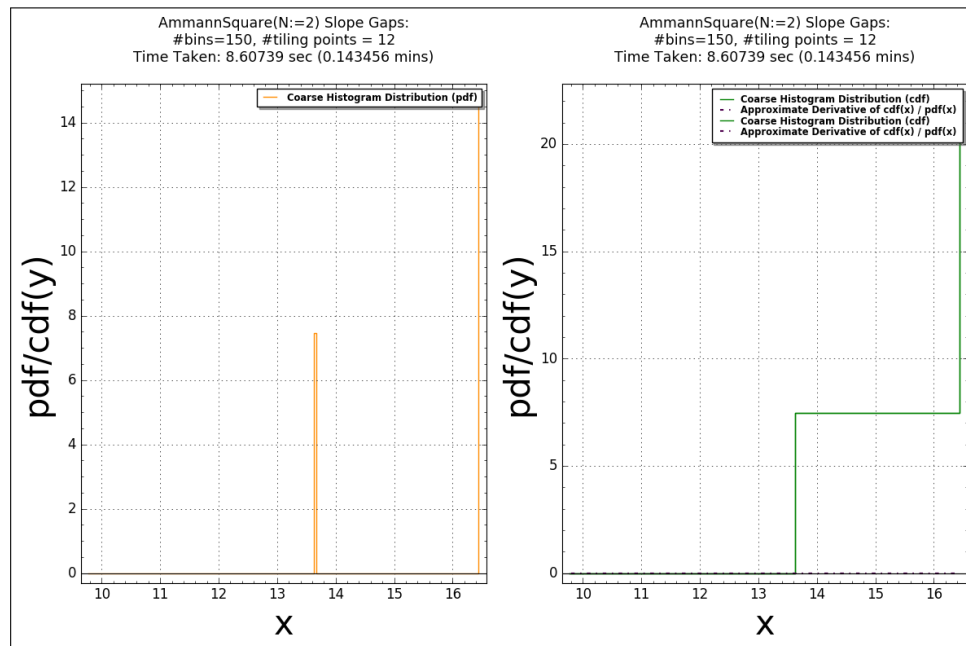 AmmannSquare(N:=2) Slope Gaps:
#bins=150, #tiling points = 12
Time Taken: 8.60739 sec (0.143456 mins)
Coarse Histogram Distribution (pdf)
pdf/cdf(y)
14
12
10
8
6
4
2
0
10 11 12 13 14 15 16
x
AmmannSquare(N:=2) Slope Gaps:
#bins=150, #tiling points = 12
Time Taken: 8.60739 sec (0.143456 mins)
Coarse Histogram Distribution (cdf)
Approximate Derivative of cdf(x) / pdf(x)
Coarse Histogram Distribution (cdf)
Approximate Derivative of cdf(x) / pdf(x)
pdf/cdf(y)
20
15
10
5
0
10 11 12 13 14 15 16
x